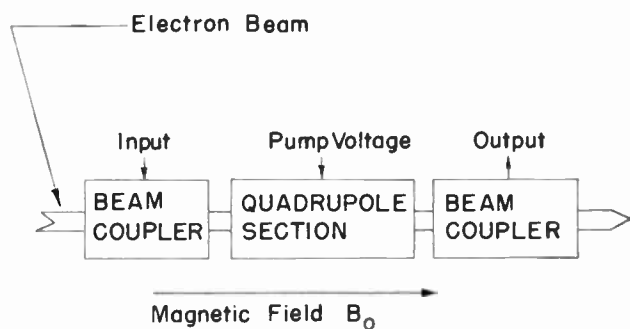 Electron Beam
Input
Pump Voltage
Output
BEAM
COUPLER
QUADRUPOLE
SECTION
BEAM
COUPLER
Magnetic Field B₀